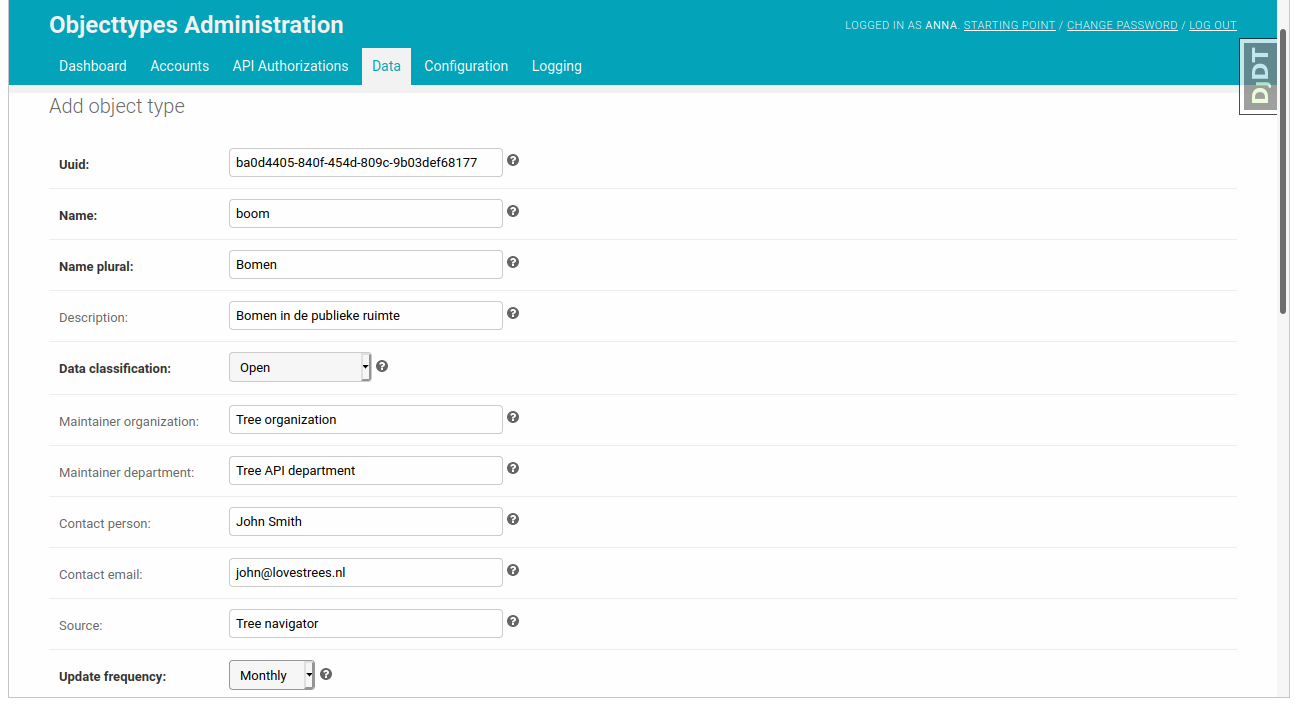 Objecttypes Administration
LOGGED IN AS ANNA. STARTING POINT / CHANGE PASSWORD / LOG OUT
Dashboard Accounts API Authorizations Data Configuration Logging
DjDT
Add object type
Uuid: ba0d4405-840f-454d-809c-9b03def68177
Name: boom
Name plural: Bomen
Description: Bomen in de publieke ruimte
Data classification: Open
Maintainer organization: Tree organization
Maintainer department: Tree API department
Contact person: John Smith
Contact email: john@lovestrees.nl
Source: Tree navigator
Update frequency: Monthly